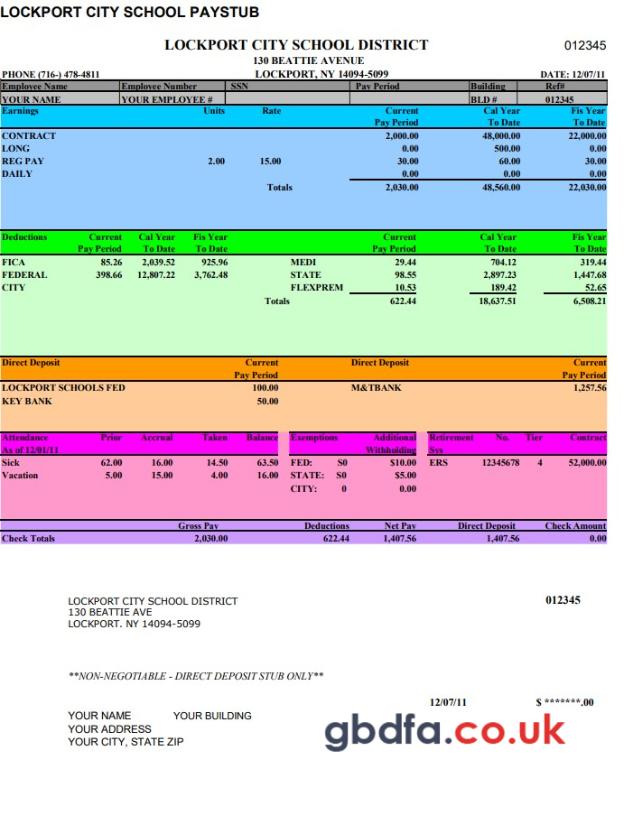 LOCKPORT CITY SCHOOL PAYSTUB
LOCKPORT CITY SCHOOL DISTRICT 012345
130 BEATTIE AVENUE
PHONE (716-) 478-4811 LOCKPORT, NY 14094-5099 DATE: 12/07/11
Employee Name Employee Number SSN Pay Period Building Ref#
YOUR NAME YOUR EMPLOYEE # BLD # 012345
Earnings Units Rate Current Cal Year Fis Year
Pay Period To Date To Date
CONTRACT 2,000.00 48,000.00 22,000.00
LONG 0.00 500.00 0.00
REG PAY 2.00 15.00 30.00 60.00 30.00
DAILY 0.00 0.00 0.00
Totals 2,030.00 48,560.00 22,030.00
Deductions Current Cal Year Fis Year Current Cal Year Fis Year
Pay Period To Date To Date Pay Period To Date To Date
FICA 85.26 2,039.52 925.96 MEDI 29.44 704.12 319.44
FEDERAL 398.66 12,807.22 3,762.48 STATE 98.55 2,897.23 1,447.68
CITY FLEXPREM 10.53 189.42 52.65
Totals 622.44 18,637.51 6,508.21
Direct Deposit Current Direct Deposit Current
Pay Period Pay Period
LOCKPORT SCHOOLS FED 100.00 M&TBANK 1,257.56
KEY BANK 50.00
Attendance Prior Accrual Taken Balance Exemptions Additional Retirement No. Tier Contract
As of 12/01/11 Withholding Sys
Sick 62.00 16.00 14.50 63.50 FED: S0 $10.00 ERS 12345678 4 52,000.00
Vacation 5.00 15.00 4.00 16.00 STATE: S0 $5.00
CITY: 0 0.00
Gross Pay Deductions Net Pay Direct Deposit Check Amount
Check Totals 2,030.00 622.44 1,407.56 1,407.56 0.00
LOCKPORT CITY SCHOOL DISTRICT 012345
130 BEATTIE AVE
LOCKPORT. NY 14094-5099
**NON-NEGOTIABLE - DIRECT DEPOSIT STUB ONLY**
12/07/11 $ *******.00
YOUR NAME YOUR BUILDING
YOUR ADDRESS
YOUR CITY, STATE ZIP
gbdfa.co.uk